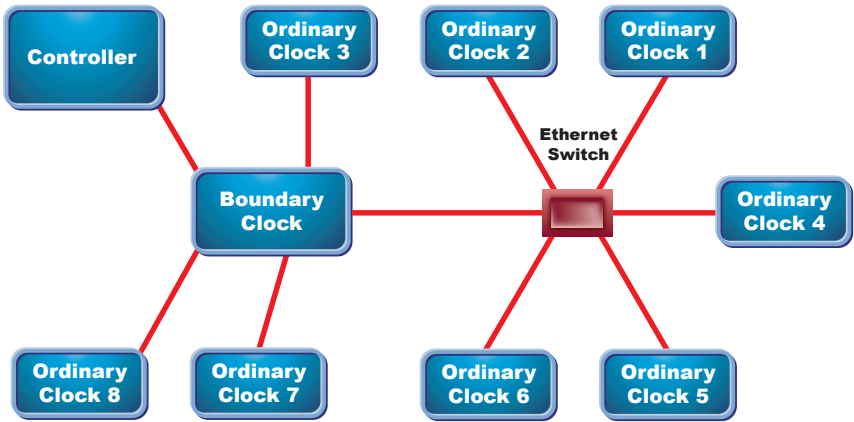 Controller
Ordinary
Clock 3
Ordinary
Clock 2
Ordinary
Clock 1
Ethernet
Switch
Boundary
Clock
Ordinary
Clock 4
Ordinary
Clock 8
Ordinary
Clock 7
Ordinary
Clock 6
Ordinary
Clock 5